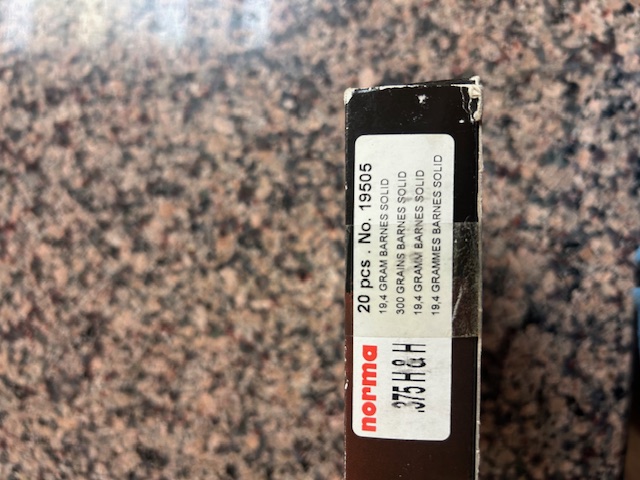 norma
.375 H & H
20 pcs . No. 19505
19,4 GRAM BARNES SOLID
300 GRAINS BARNES SOLID
19,4 GRAMM BARNES SOLID
19,4 GRAMMES BARNES SOLID